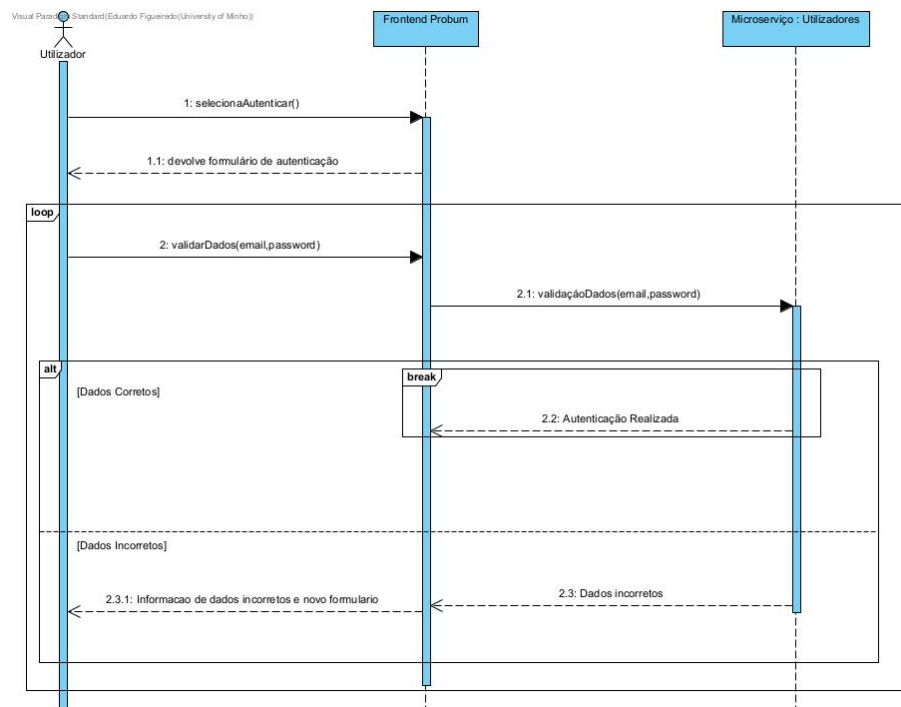 Visual Paradigm Standard(Eduardo Figueiredo(University of Minho))
Utilizador
Frontend Probum
Microserviço : Utilizadores
1: selecionaAutenticar()
1.1: devolve formulário de autenticação
loop
2: validarDados(email,password)
2.1: validaçáoDados(email,password)
alt
break
[Dados Corretos]
2.2: Autenticação Realizada
[Dados Incorretos]
2.3: Dados incorretos
2.3.1: Informacao de dados incorretos e novo formulario